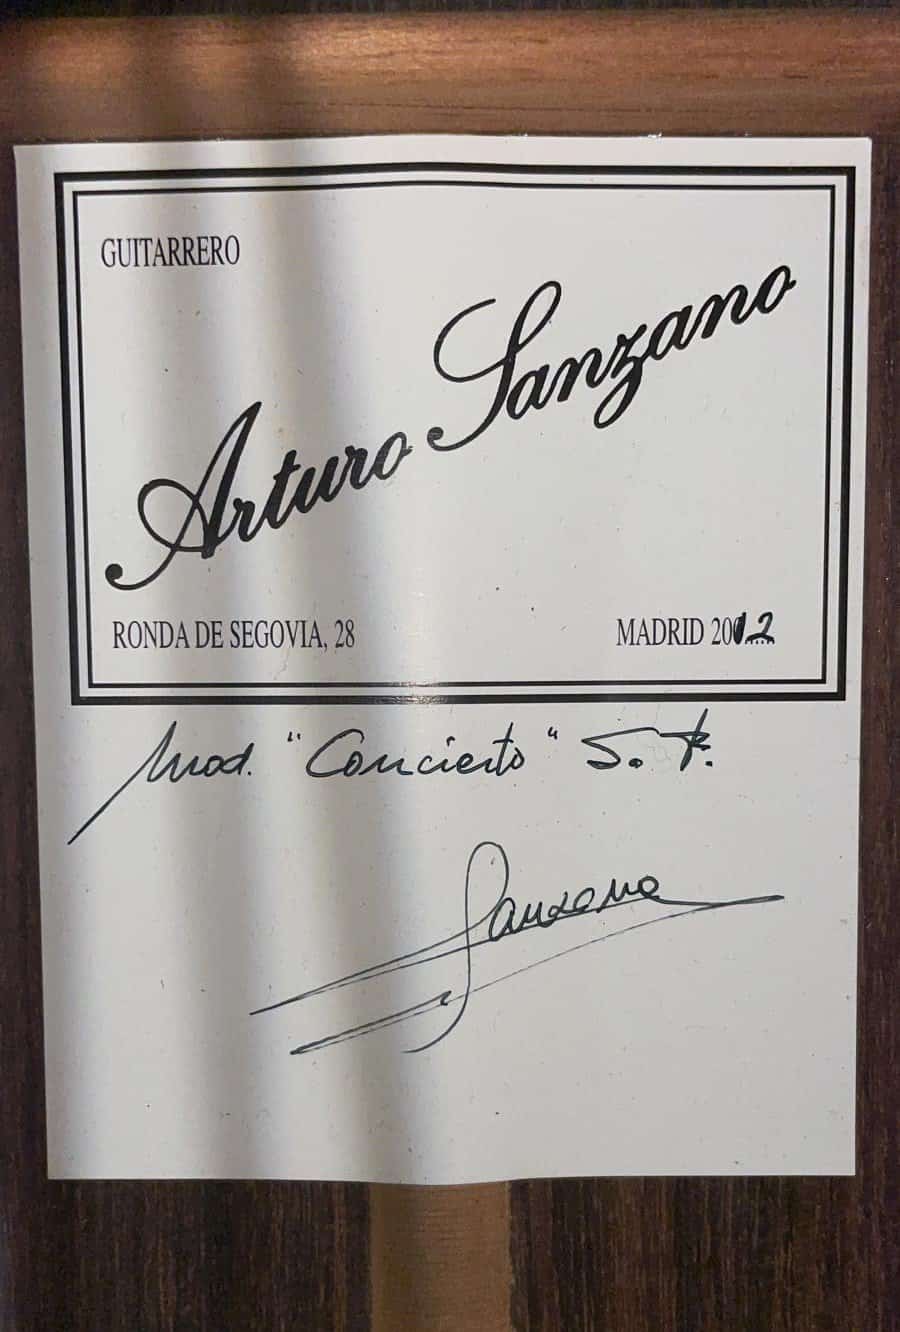 GUITARRERO
Arturo Sanzano
RONDA DE SEGOVIA, 28
MADRID 2012
Mod. "Concierto" S.P.
Sanzano